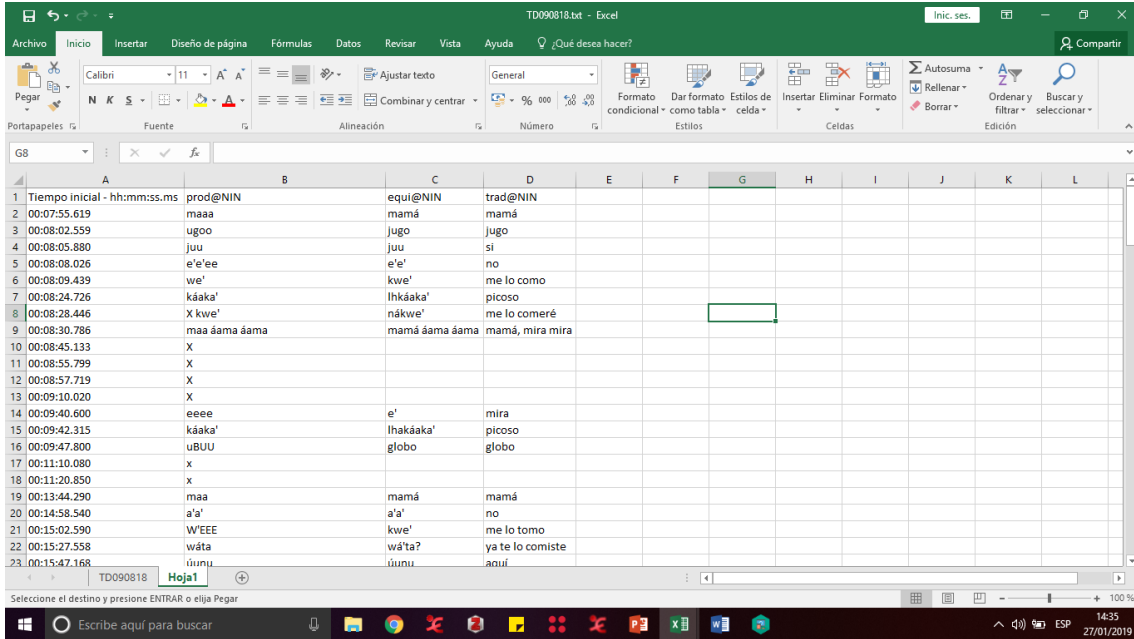 TD090818.txt - Excel
Inic. ses.
Archivo Inicio Insertar Diseño de página Fórmulas Datos Revisar Vista Ayuda ¿Qué desea hacer? Compartir
Pegar Calibri 11 Ajustar texto General Formato condicional Dar formato como tabla Estilos de celda Insertar Eliminar Formato Autosuma Rellenar Borrar Ordenar y filtrar Buscar y seleccionar
N K S Combinar y centrar % 000
Portapapeles Fuente Alineación Número Estilos Celdas Edición
G8 fx
A B C D E F G H I J K L
1 Tiempo inicial - hh:mm:ss.ms prod@NIN equi@NIN trad@NIN
2 00:07:55.619 maaa mamá mamá
3 00:08:02.559 ugoo jugo jugo
4 00:08:05.880 juu juu si
5 00:08:08.026 e'e'ee e'e' no
6 00:08:09.439 we' kwe' me lo como
7 00:08:24.726 káaka' lhkáaka' picoso
8 00:08:28.446 X kwe' nákwe' me lo comeré
9 00:08:30.786 maa áama áama mamá áama áama mamá, mira mira
10 00:08:45.133 X
11 00:08:55.799 X
12 00:08:57.719 X
13 00:09:10.020 X
14 00:09:40.600 eeee e' mira
15 00:09:42.315 káaka' lhakáaka' picoso
16 00:09:47.800 uBUU globo globo
17 00:11:10.080 x
18 00:11:20.850 x
19 00:13:44.290 maa mamá mamá
20 00:14:58.540 a'a' a'a' no
21 00:15:02.590 W'EEE kwe' me lo tomo
22 00:15:27.558 wáta wá'ta? ya te lo comiste
23 00:15:47.168 úunu úunu aquí
TD090818 Hoja1
Seleccione el destino y presione ENTRAR o elija Pegar 100 %
Escribe aquí para buscar ESP 14:35
27/01/2019